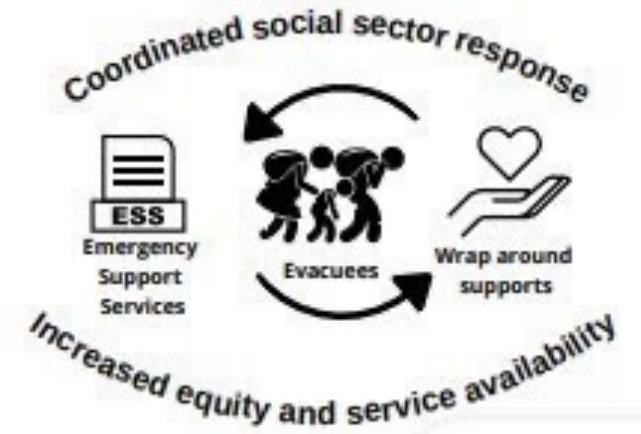 Coordinated social sector response
ESS
Emergency
Support
Services
Evacuees
Wrap around
supports
Increased equity and service availability